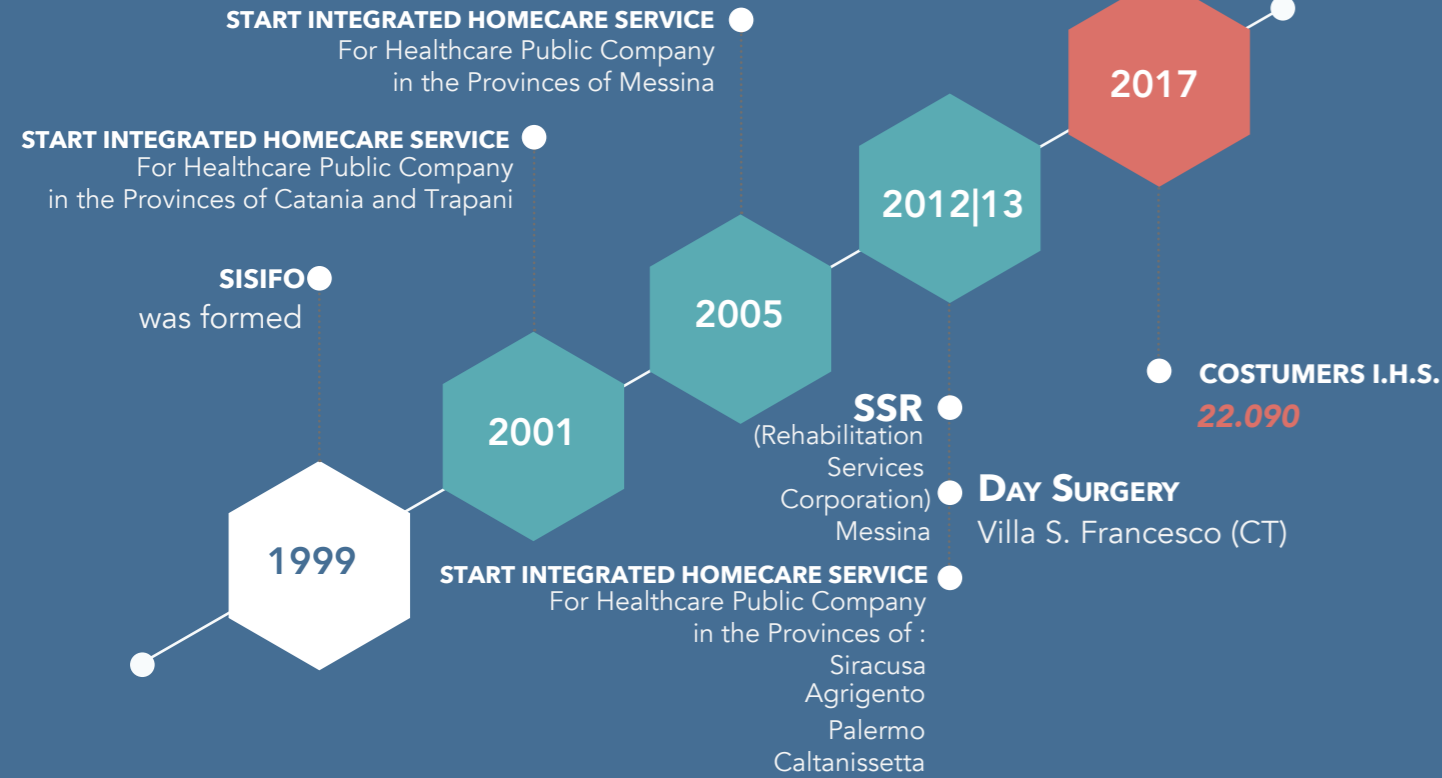 START INTEGRATED HOMECARE SERVICE
For Healthcare Public Company
in the Provinces of Messina
2017
START INTEGRATED HOMECARE SERVICE
For Healthcare Public Company
in the Provinces of Catania and Trapani
2012|13
SISIFO
was formed
2005
COSTUMERS I.H.S.
22.090
2001
SSR
(Rehabilitation
Services
Corporation)
Messina
DAY SURGERY
Villa S. Francesco (CT)
1999
START INTEGRATED HOMECARE SERVICE
For Healthcare Public Company
in the Provinces of :
Siracusa
Agrigento
Palermo
Caltanissetta